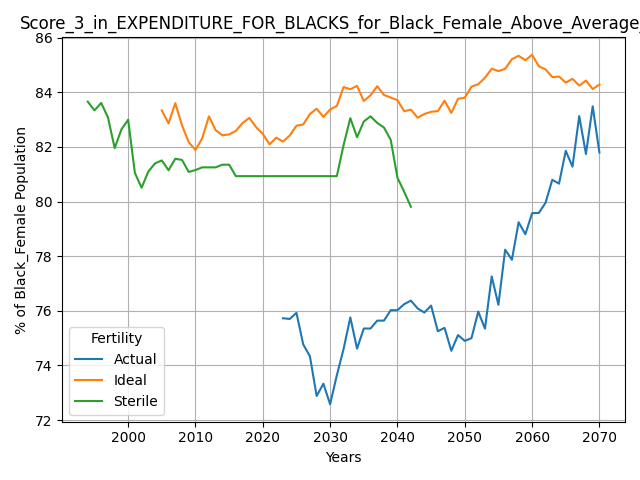 Score_3_in_EXPENDITURE_FOR_BLACKS_for_Black_Female_Above_Average_
86
84
82
80
78
76
74
72
% of Black_Female Population
Fertility
Actual
Ideal
Sterile
2000 2010 2020 2030 2040 2050 2060 2070
Years